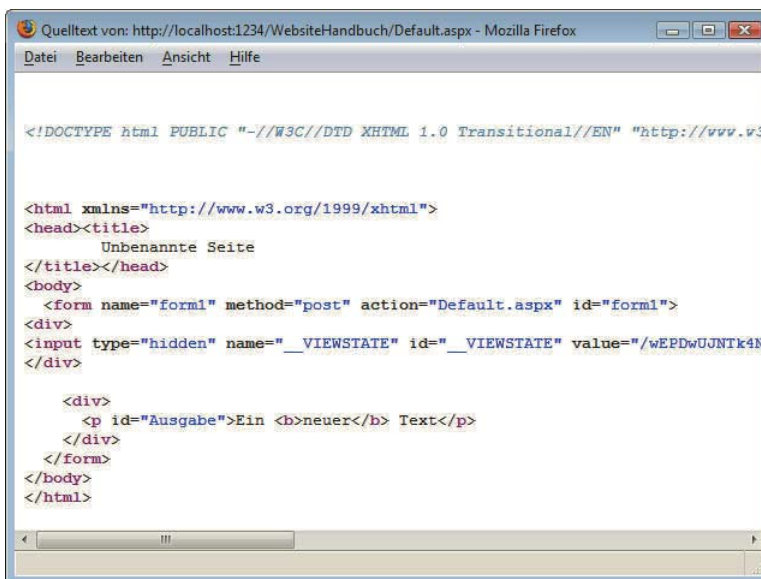 Quelltext von: http://localhost:1234/WebsiteHandbuch/Default.aspx - Mozilla Firefox
Datei Bearbeiten Ansicht Hilfe
<!DOCTYPE html PUBLIC "-//W3C//DTD XHTML 1.0 Transitional//EN" "http://www.w3
<html xmlns="http://www.w3.org/1999/xhtml">
<head><title>
Unbenannte Seite
</title></head>
<body>
<form name="form1" method="post" action="Default.aspx" id="form1">
<div>
<input type="hidden" name="__VIEWSTATE" id="__VIEWSTATE" value="/wEPDwUJNTk4N
</div>
<div>
<p id="Ausgabe">Ein <b>neuer</b> Text</p>
</div>
</form>
</body>
</html>